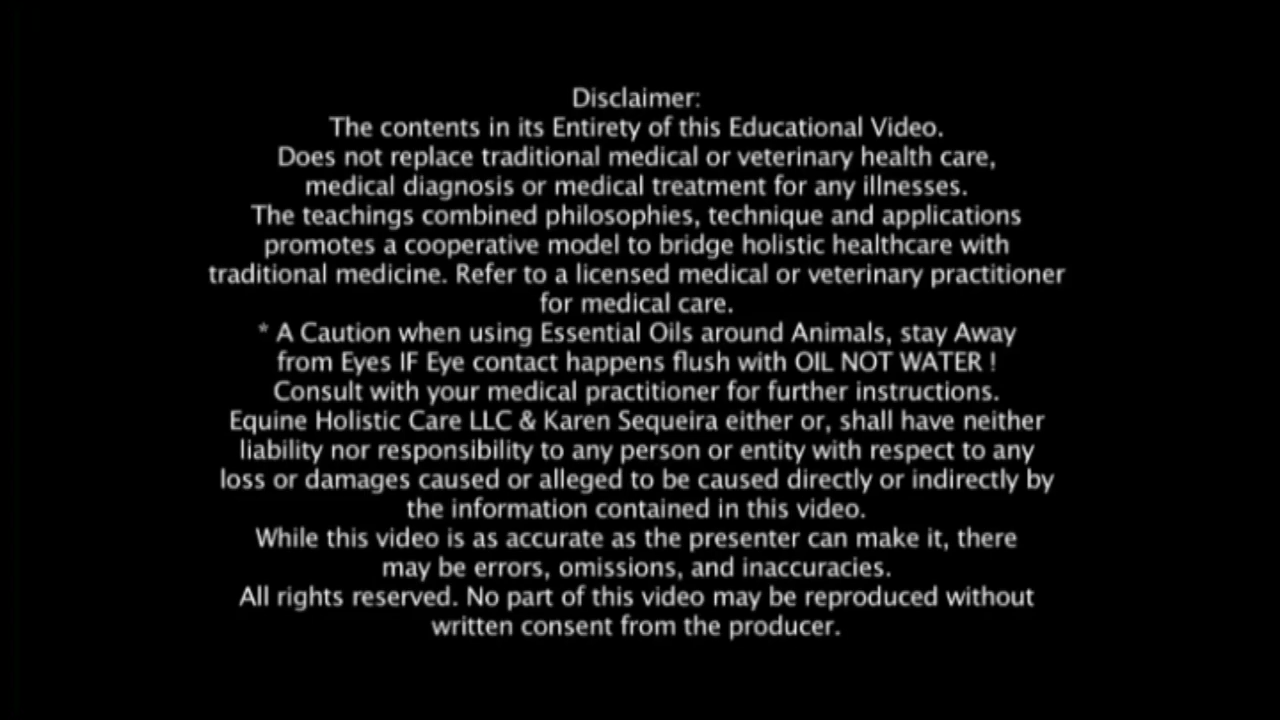 Disclaimer:
The contents in its Entirety of this Educational Video.
Does not replace traditional medical or veterinary health care,
medical diagnosis or medical treatment for any illnesses.
The teachings combined philosophies, technique and applications
promotes a cooperative model to bridge holistic healthcare with
traditional medicine. Refer to a licensed medical or veterinary practitioner
for medical care.
* A Caution when using Essential Oils around Animals, stay Away
from Eyes IF Eye contact happens flush with OIL NOT WATER !
Consult with your medical practitioner for further instructions.
Equine Holistic Care LLC & Karen Sequeira either or, shall have neither
liability nor responsibility to any person or entity with respect to any
loss or damages caused or alleged to be caused directly or indirectly by
the information contained in this video.
While this video is as accurate as the presenter can make it, there
may be errors, omissions, and inaccuracies.
All rights reserved. No part of this video may be reproduced without
written consent from the producer.